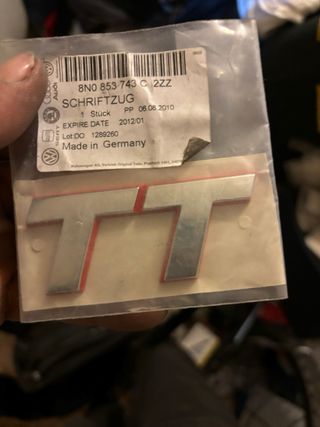 8N0 853 743 C 2ZZ
SCHRIFTZUG
1 Stück PP 06.08.2010
EXPIRE DATE 2012/01
Lot DO 1289260
Made in Germany
TT